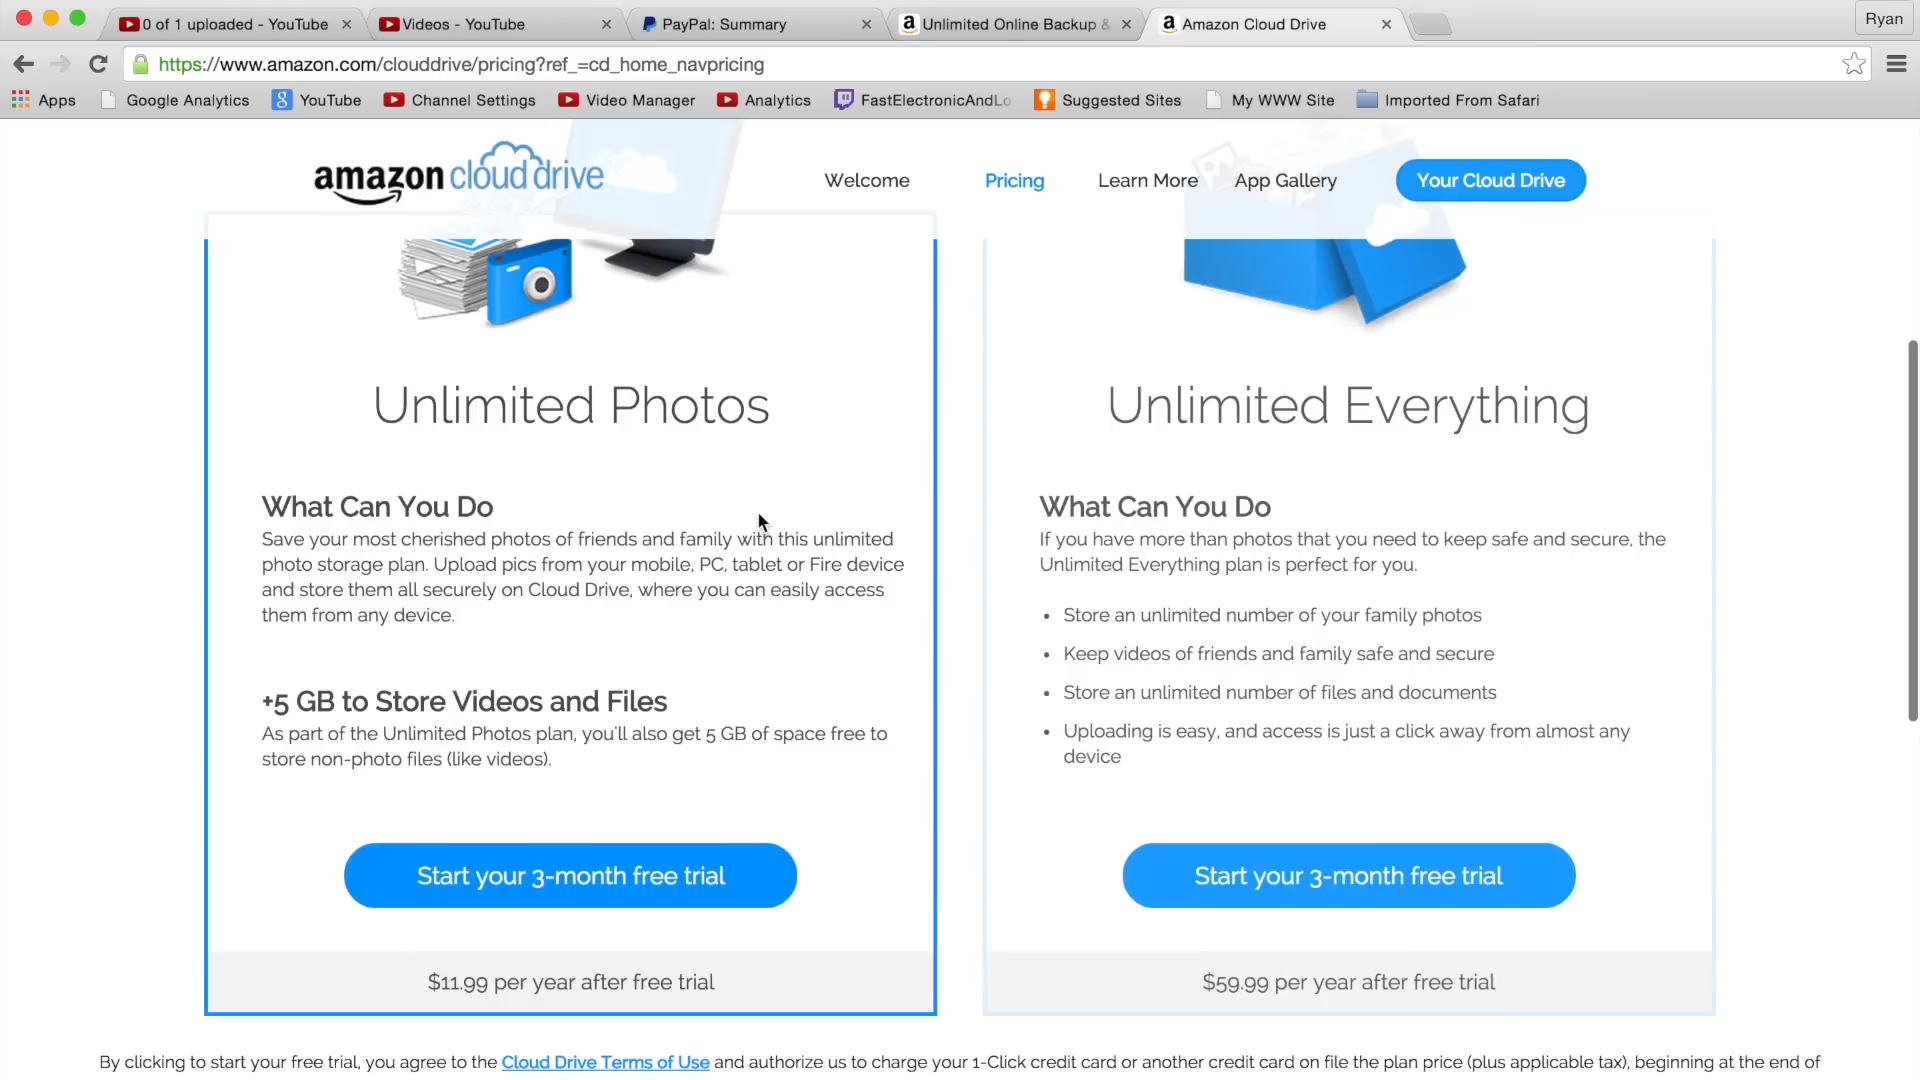 0 of 1 uploaded - YouTube
Videos - YouTube
PayPal: Summary
Unlimited Online Backup &
Amazon Cloud Drive
Ryan
https://www.amazon.com/clouddrive/pricing?ref_=cd_home_navpricing
Apps
Google Analytics
YouTube
Channel Settings
Video Manager
Analytics
FastElectronicAndLo
Suggested Sites
My WWW Site
Imported From Safari
amazon cloud drive
Welcome
Pricing
Learn More
App Gallery
Your Cloud Drive
Unlimited Photos
What Can You Do
Save your most cherished photos of friends and family with this unlimited
photo storage plan. Upload pics from your mobile, PC, tablet or Fire device
and store them all securely on Cloud Drive, where you can easily access
them from any device.
+5 GB to Store Videos and Files
As part of the Unlimited Photos plan, you'll also get 5 GB of space free to
store non-photo files (like videos).
Start your 3-month free trial
$11.99 per year after free trial
Unlimited Everything
What Can You Do
If you have more than photos that you need to keep safe and secure, the
Unlimited Everything plan is perfect for you.
• Store an unlimited number of your family photos
• Keep videos of friends and family safe and secure
• Store an unlimited number of files and documents
• Uploading is easy, and access is just a click away from almost any
device
Start your 3-month free trial
$59.99 per year after free trial
By clicking to start your free trial, you agree to the Cloud Drive Terms of Use and authorize us to charge your 1-Click credit card or another credit card on file the plan price (plus applicable tax), beginning at the end of